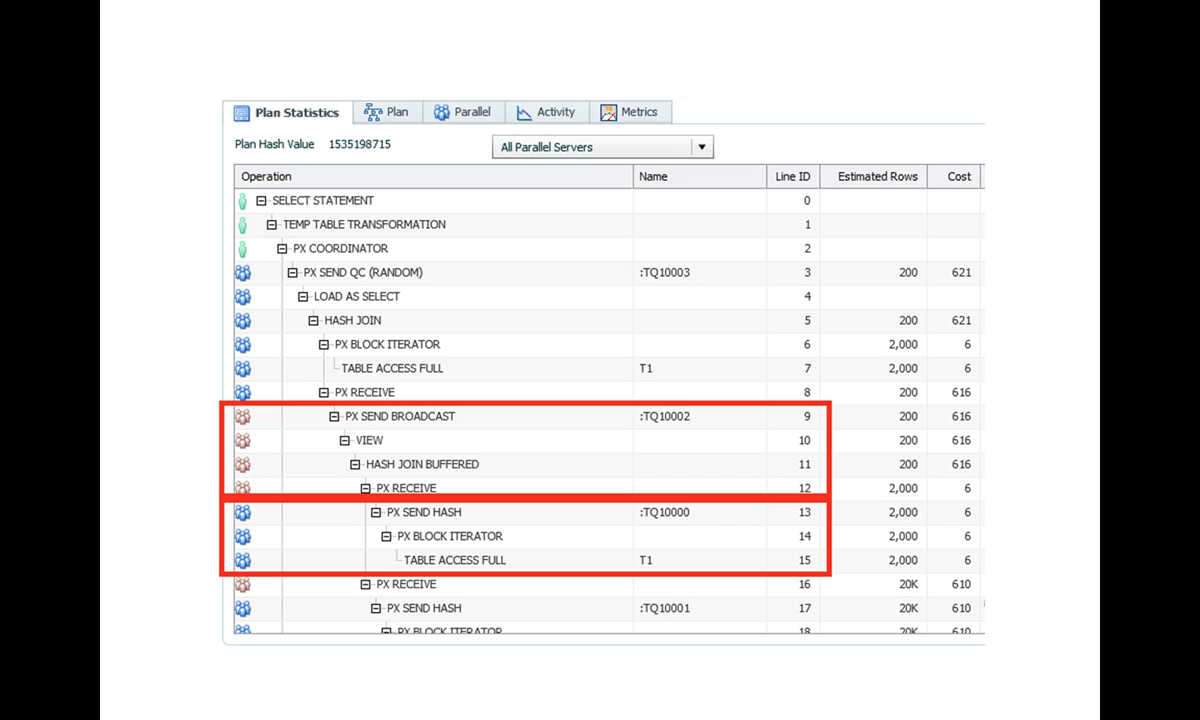 Plan Statistics Plan Parallel Activity Metrics
Plan Hash Value 1535198715 All Parallel Servers
Operation Name Line ID Estimated Rows Cost
SELECT STATEMENT 0
TEMP TABLE TRANSFORMATION 1
PX COORDINATOR 2
PX SEND QC (RANDOM) :TQ10003 3 200 621
LOAD AS SELECT 4
HASH JOIN 5 200 621
PX BLOCK ITERATOR 6 2,000 6
TABLE ACCESS FULL T1 7 2,000 6
PX RECEIVE 8 200 616
PX SEND BROADCAST :TQ10002 9 200 616
VIEW 10 200 616
HASH JOIN BUFFERED 11 200 616
PX RECEIVE 12 2,000 6
PX SEND HASH :TQ10000 13 2,000 6
PX BLOCK ITERATOR 14 2,000 6
TABLE ACCESS FULL T1 15 2,000 6
PX RECEIVE 16 20K 610
PX SEND HASH :TQ10001 17 20K 610
PX BLOCK ITERATOR 18 20K 610